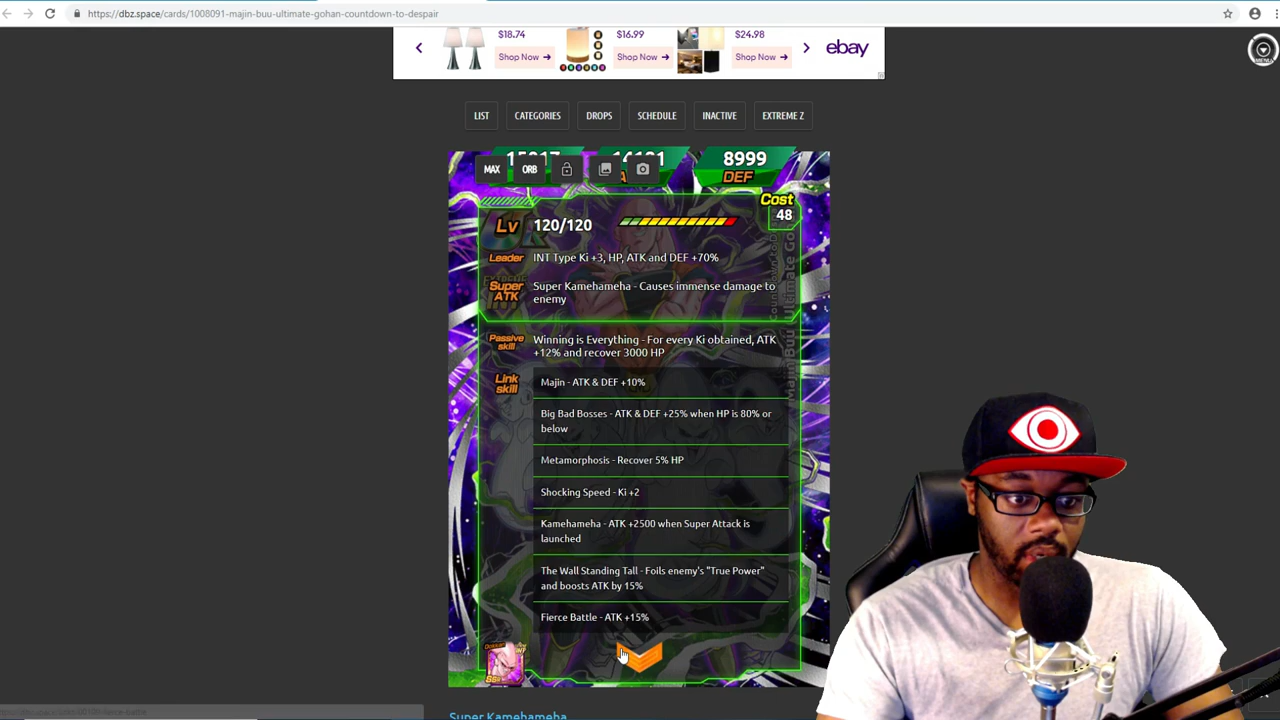 https://dbz.space/cards/1008091-majin-buu-ultimate-gohan-countdown-to-despair
$18.74 $16.99 $24.98
Shop Now → Shop Now → Shop Now →
ebay
LIST CATEGORIES DROPS SCHEDULE INACTIVE EXTREME Z
8999
DEF
MAX ORB
Cost
48
Lv 120/120
Leader INT Type Ki +3, HP, ATK and DEF +70%
Super ATK Super Kamehameha - Causes immense damage to
enemy
Passive skill Winning is Everything - For every Ki obtained, ATK
+12% and recover 3000 HP
Link skill Majin - ATK & DEF +10%
Big Bad Bosses - ATK & DEF +25% when HP is 80% or
below
Metamorphosis - Recover 5% HP
Shocking Speed - Ki +2
Kamehameha - ATK +2500 when Super Attack is
launched
The Wall Standing Tall - Foils enemy's "True Power"
and boosts ATK by 15%
Fierce Battle - ATK +15%
Super Kamehameha